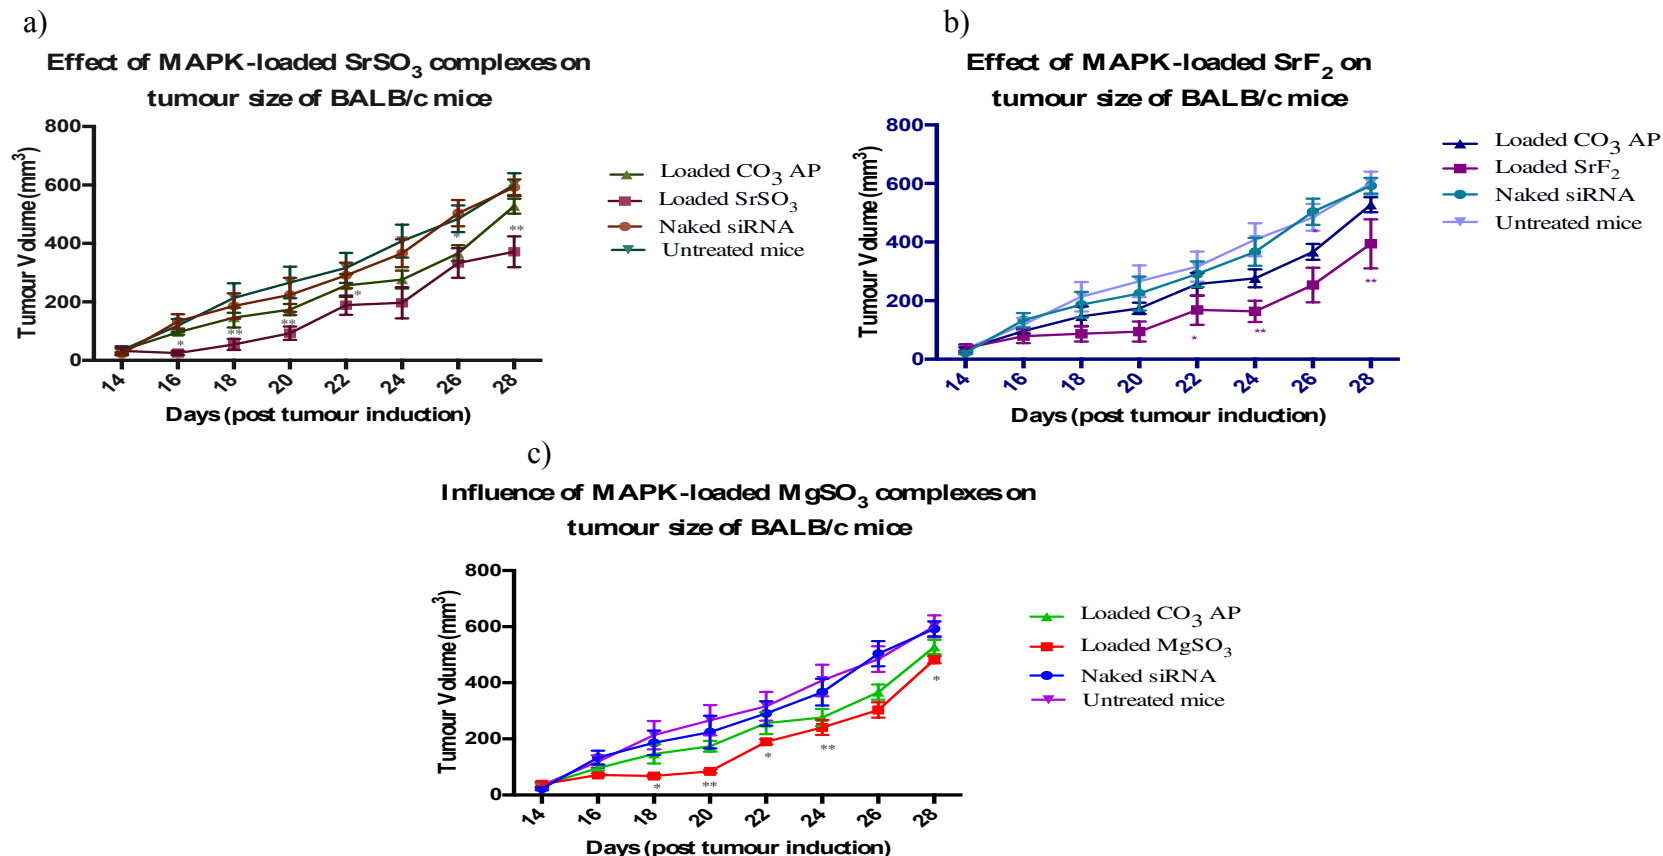 a)
Effect of MAPK-loaded SrSO3 complexes on
tumour size of BALB/c mice
Tumour Volume (mm3)
800
600
400
200
0
* ** ** * * **
14 16 18 20 22 24 26 28
Days (post tumour induction)
Loaded CO3 AP
Loaded SrSO3
Naked siRNA
Untreated mice
b)
Effect of MAPK-loaded SrF2 on
tumour size of BALB/c mice
Tumour Volume (mm3)
800
600
400
200
0
* ** * **
14 16 18 20 22 24 26 28
Days (post tumour induction)
Loaded CO3 AP
Loaded SrF2
Naked siRNA
Untreated mice
c)
Influence of MAPK-loaded MgSO3 complexes on
tumour size of BALB/c mice
Tumour Volume (mm3)
800
600
400
200
0
* ** * ** *
14 16 18 20 22 24 26 28
Days (post tumour induction)
Loaded CO3 AP
Loaded MgSO3
Naked siRNA
Untreated mice